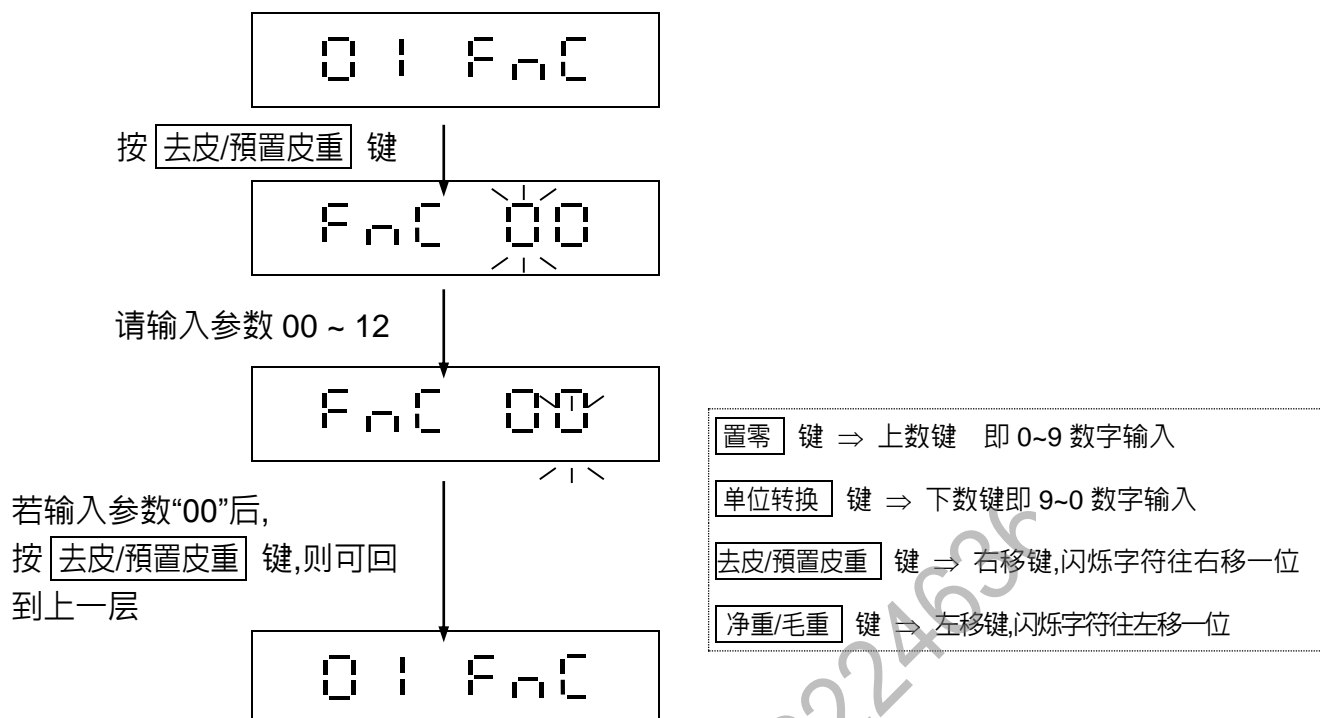 01 FnC
按 去皮/預置皮重 键
FnC 00
请输入参数 00 ~ 12
FnC 00
若输入参数“00”后,
按 去皮/預置皮重 键,则可回
到上一层
01 FnC
置零 键 ⇒ 上数键 即 0~9 数字输入
单位转换 键 ⇒ 下数键即 9~0 数字输入
去皮/預置皮重 键 ⇒ 右移键,闪烁字符往右移一位
净重/毛重 键 ⇒ 左移键,闪烁字符往左移一位